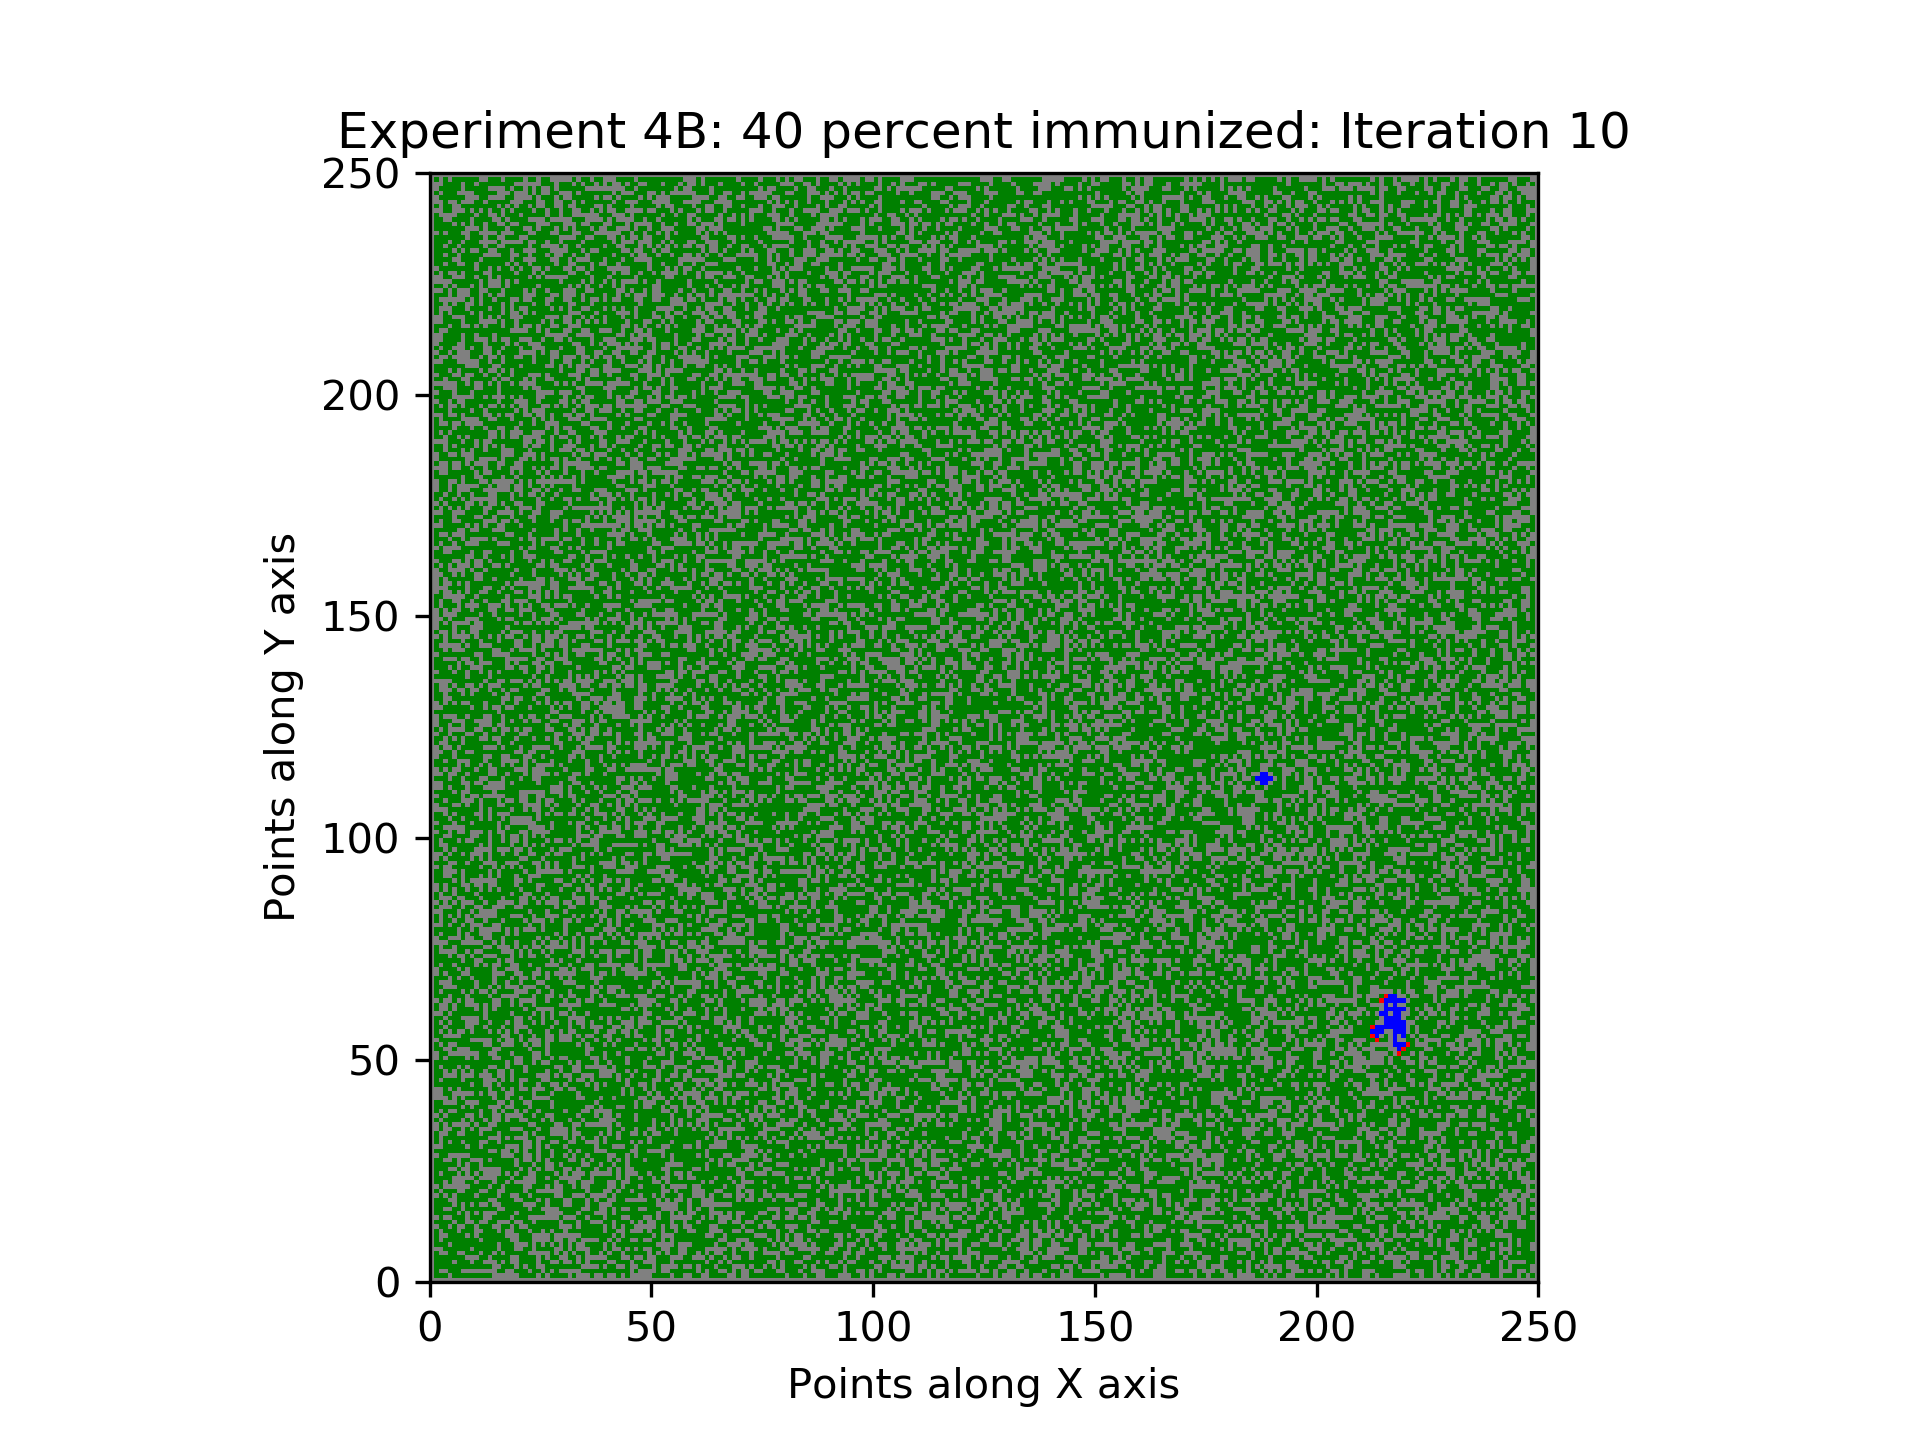 Experiment 4B: 40 percent immunized: Iteration 10
250
200
150
100
50
0
Points along Y axis
0 50 100 150 200 250
Points along X axis